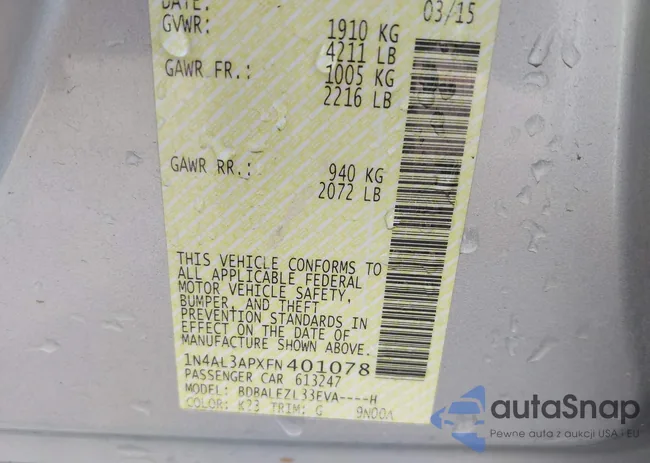 DATE: 03/15
GVWR: 1910 KG
4211 LB
GAWR FR.: 1005 KG
2216 LB
GAWR RR.: 940 KG
2072 LB
THIS VEHICLE CONFORMS TO
ALL APPLICABLE FEDERAL
MOTOR VEHICLE SAFETY,
BUMPER, AND THEFT
PREVENTION STANDARDS IN
EFFECT ON THE DATE OF
MANUFACTURE SHOWN ABOVE.
1N4AL3APXFN401078
PASSENGER CAR 613247
MODEL: BDBALEZL33EVA----H
COLOR: K23 TRIM: G 9N00A
autoSnap
Pewne auta z aukcji USA i EU